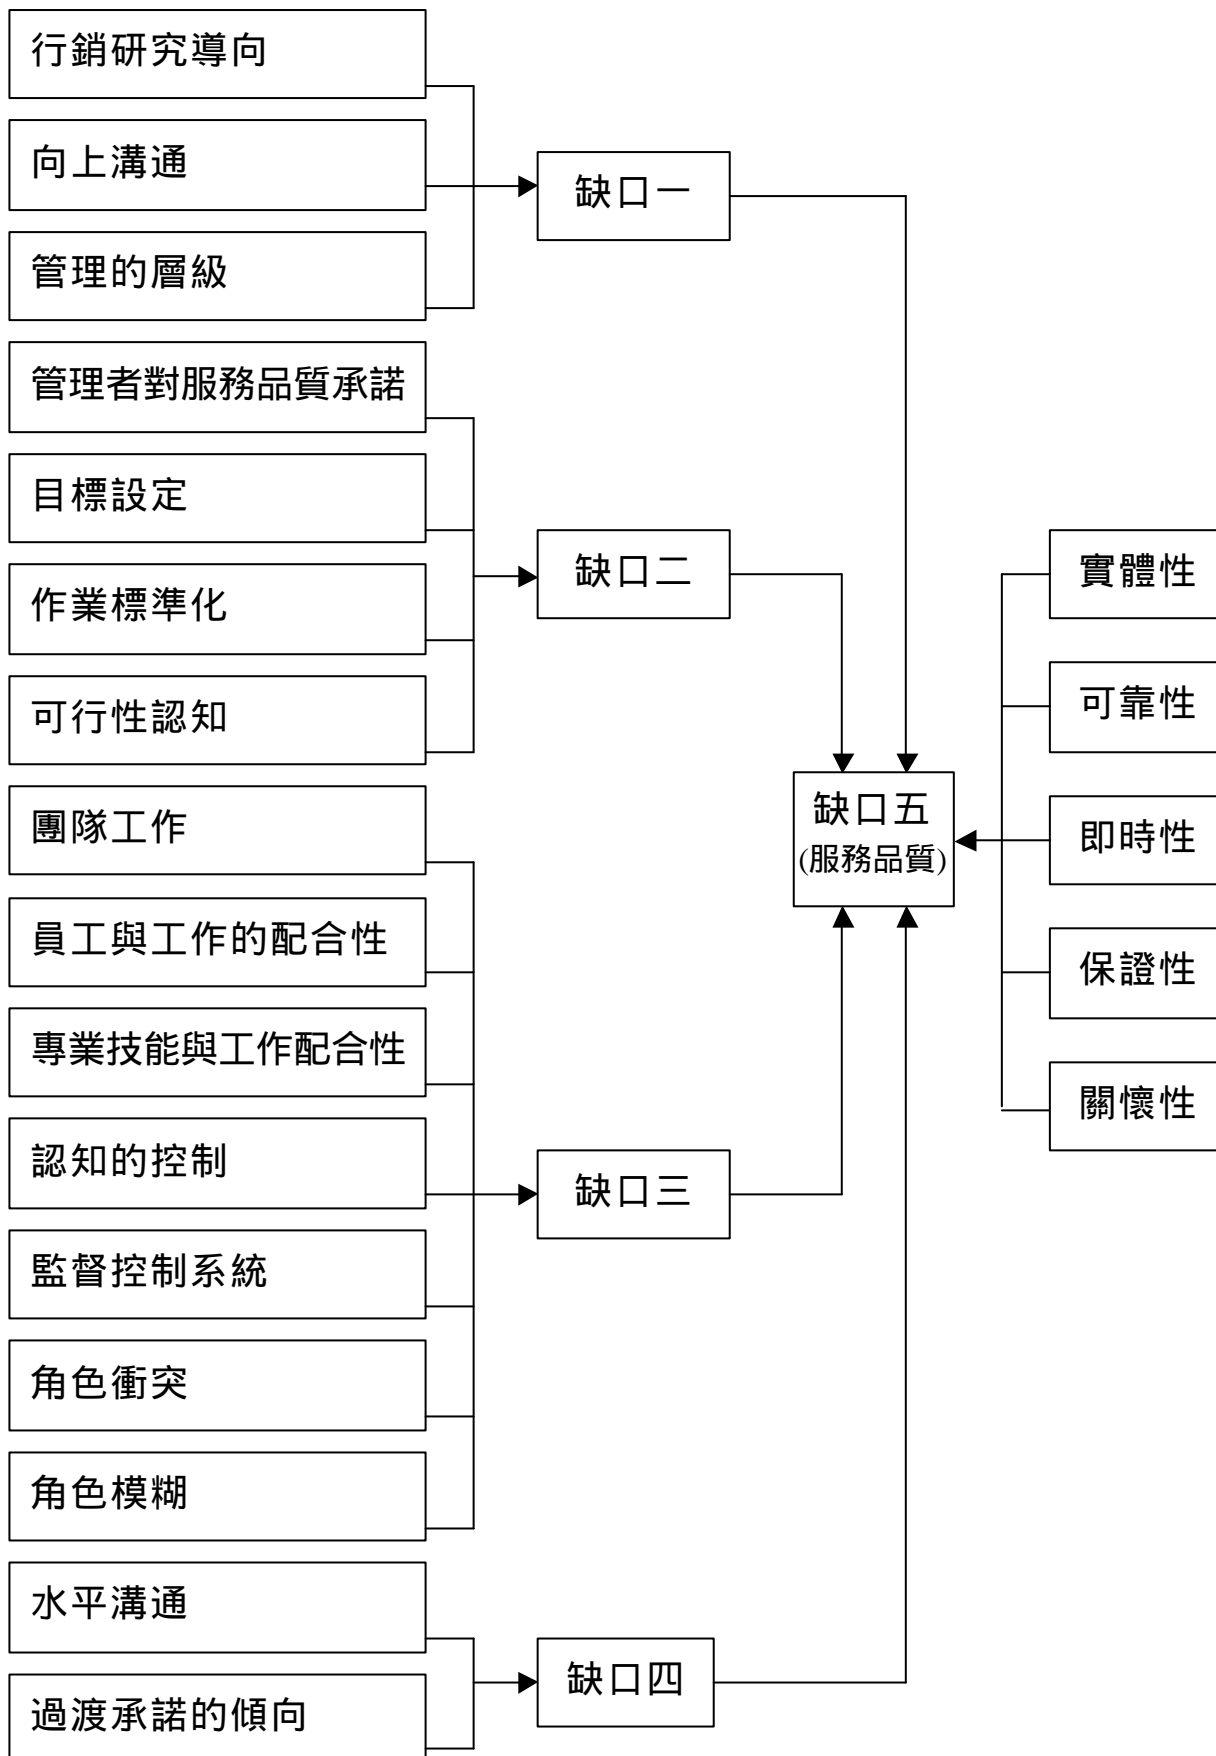 行銷研究導向
向上溝通
管理的層級
缺口一
管理者對服務品質承諾
目標設定
作業標準化
可行性認知
缺口二
團隊工作
員工與工作的配合性
專業技能與工作配合性
認知的控制
監督控制系統
角色衝突
角色模糊
缺口三
水平溝通
過渡承諾的傾向
缺口四
缺口五
(服務品質)
實體性
可靠性
即時性
保證性
關懷性